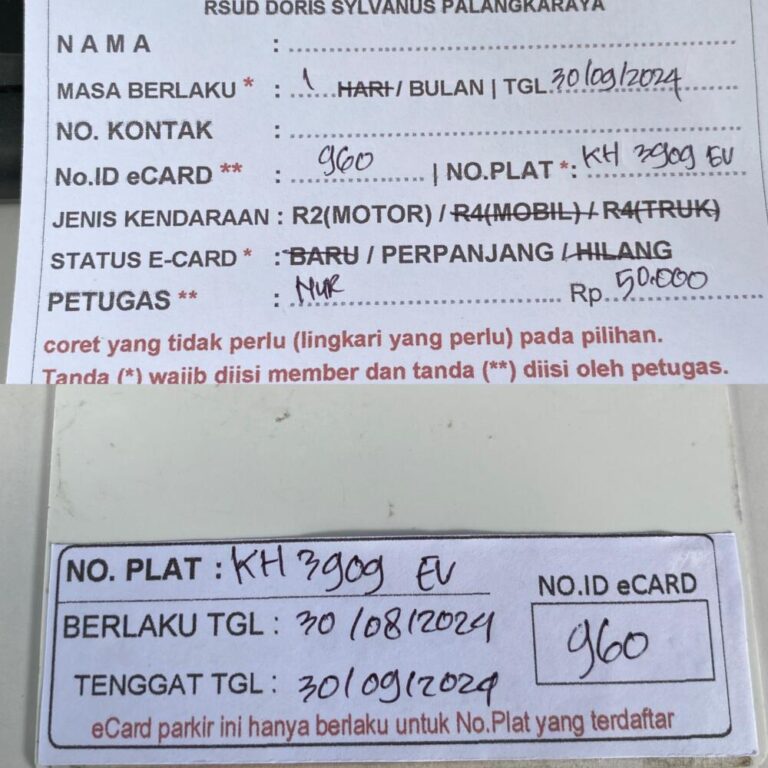 RSUD DORIS SYLVANUS PALANGKARAYA
NAMA :
MASA BERLAKU * : 1 HARI / BULAN | TGL. 30/09/2024
NO. KONTAK :
No.ID eCARD ** : 960 | NO.PLAT *: KH 3909 EU
JENIS KENDARAAN : R2(MOTOR) / R4(MOBIL) / R4(TRUK)
STATUS E-CARD * : BARU / PERPANJANG / HILANG
PETUGAS ** : NUR Rp. 50.000
coret yang tidak perlu (lingkari yang perlu) pada pilihan.
Tanda (*) wajib diisi member dan tanda (**) diisi oleh petugas.
NO. PLAT : KH 3909 EU
BERLAKU TGL : 30/08/2024
TENGGAT TGL : 30/09/2024
NO.ID eCARD
960
eCard parkir ini hanya berlaku untuk No.Plat yang terdaftar